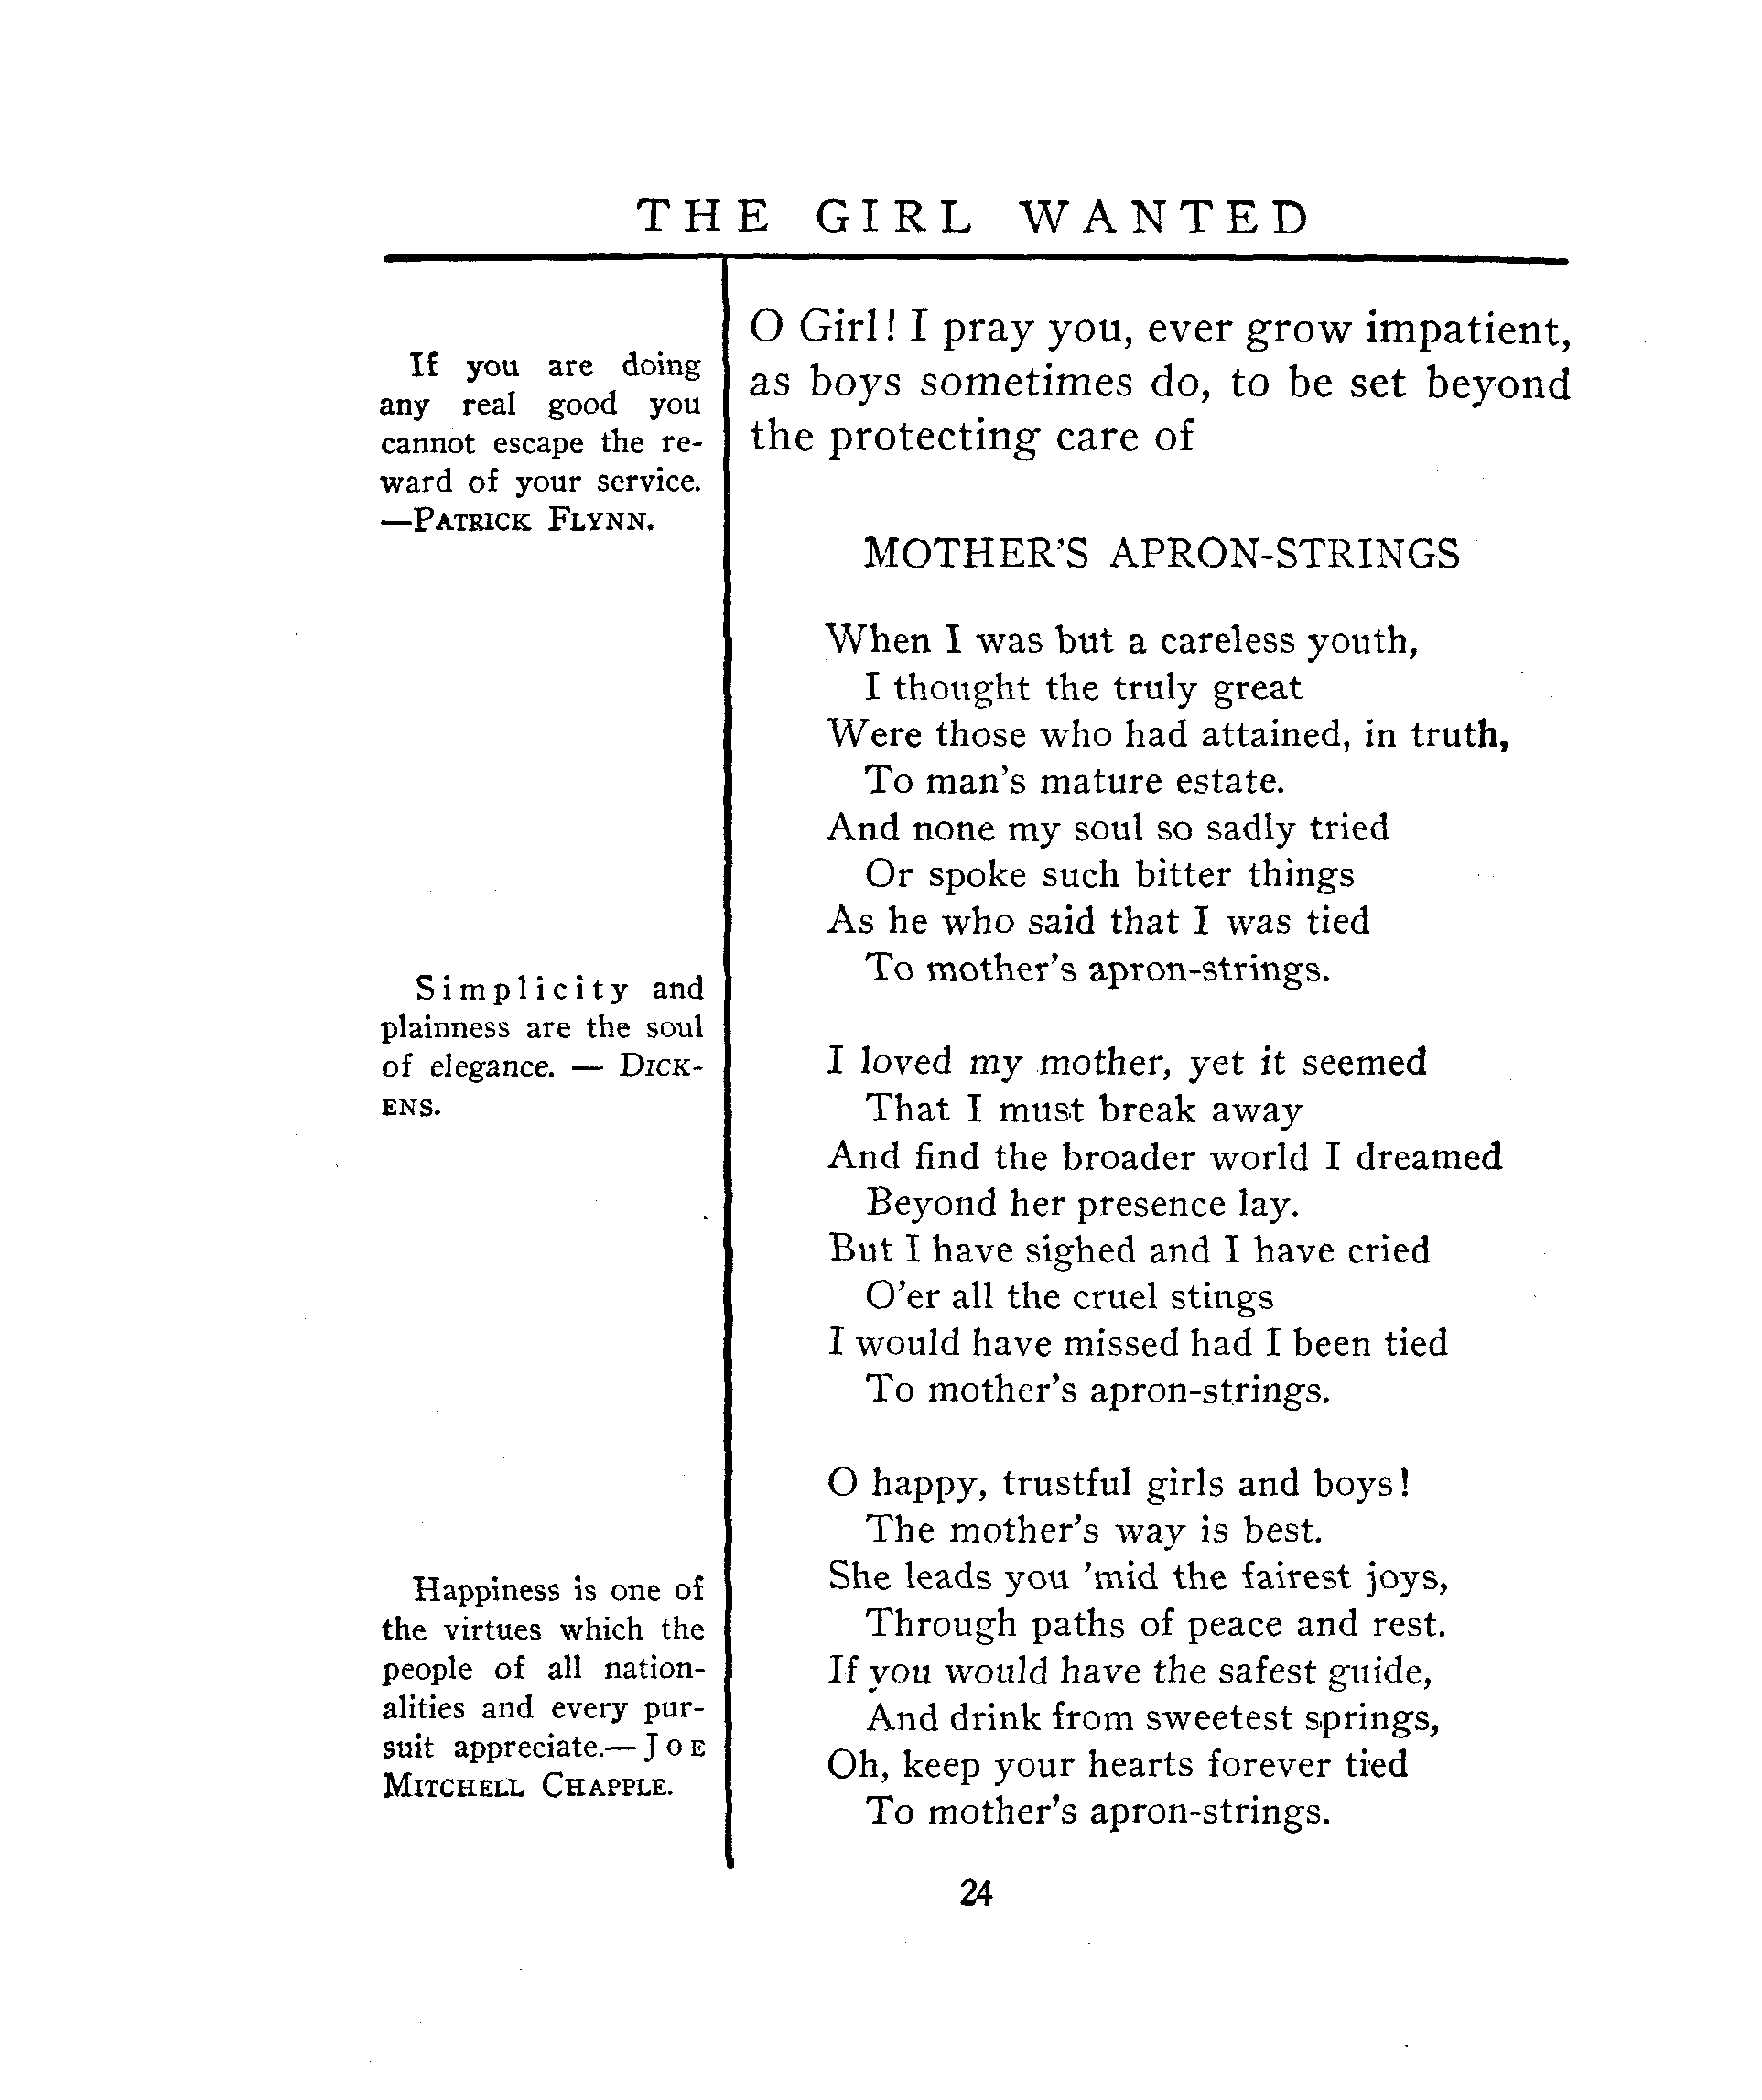 THE GIRL WANTED
If you are doing
any real good you
cannot escape the re-
ward of your service.
—PATRICK FLYNN.
Simplicity and
plainness are the soul
of elegance. — DICK-
ENS.
Happiness is one of
the virtues which the
people of all nation-
alities and every pur-
suit appreciate.—JOE
MITCHELL CHAPPLE.
O Girl! I pray you, ever grow impatient,
as boys sometimes do, to be set beyond
the protecting care of
MOTHER'S APRON-STRINGS
When I was but a careless youth,
I thought the truly great
Were those who had attained, in truth,
To man's mature estate.
And none my soul so sadly tried
Or spoke such bitter things
As he who said that I was tied
To mother's apron-strings.
I loved my mother, yet it seemed
That I must break away
And find the broader world I dreamed
Beyond her presence lay.
But I have sighed and I have cried
O'er all the cruel stings
I would have missed had I been tied
To mother's apron-strings.
O happy, trustful girls and boys!
The mother's way is best.
She leads you 'mid the fairest joys,
Through paths of peace and rest.
If you would have the safest guide,
And drink from sweetest springs,
Oh, keep your hearts forever tied
To mother's apron-strings.
24